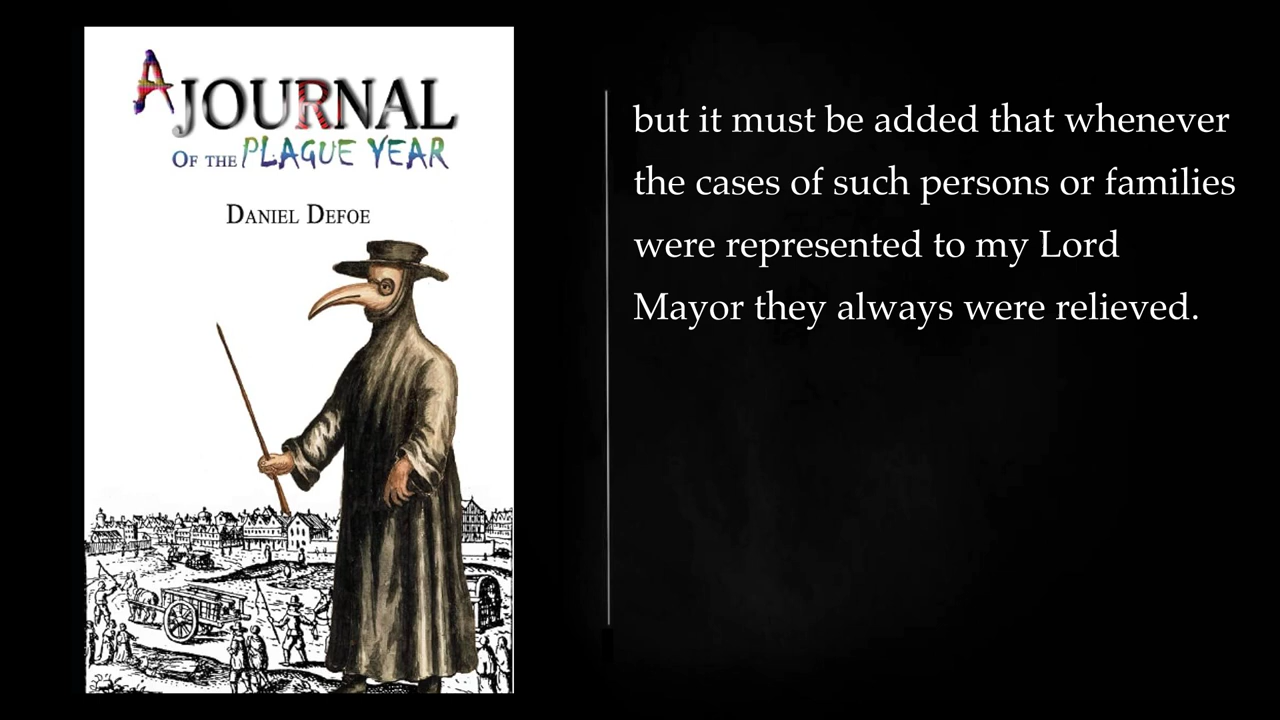 A JOURNAL
OF THE PLAGUE YEAR
DANIEL DEFOE
but it must be added that whenever
the cases of such persons or families
were represented to my Lord
Mayor they always were relieved.